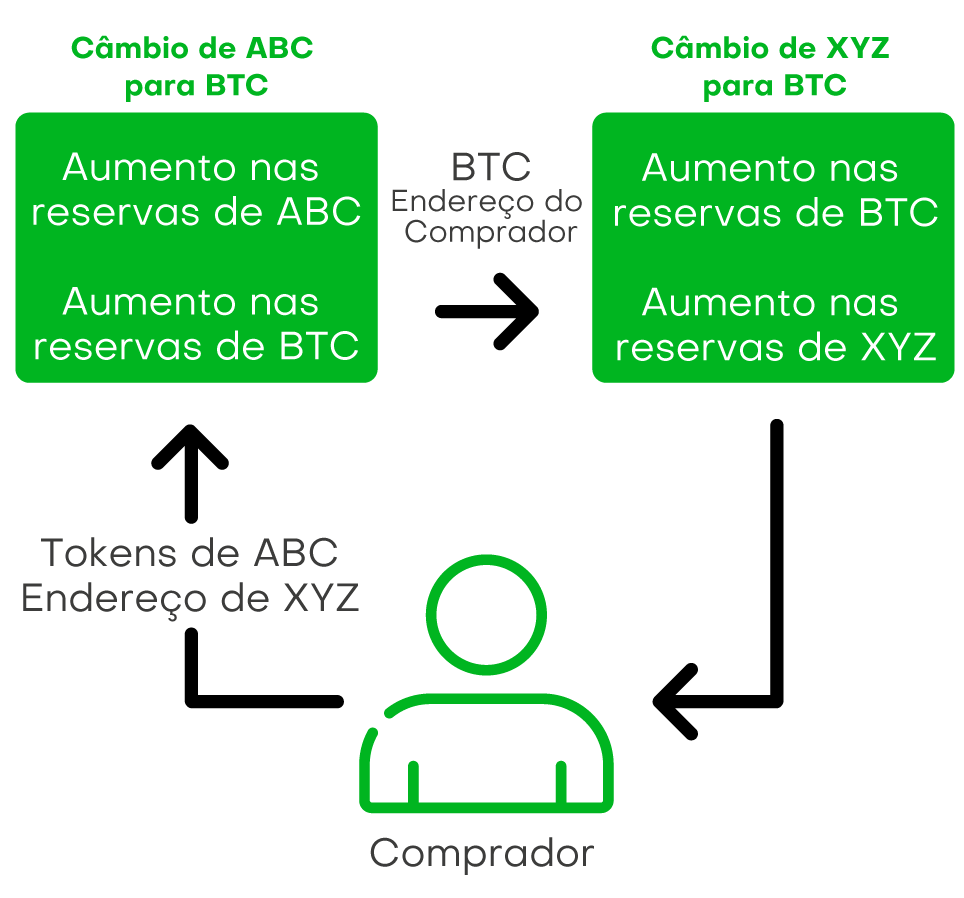 Câmbio de ABC
para BTC
Câmbio de XYZ
para BTC
Aumento nas
reservas de ABC
Aumento nas
reservas de BTC
BTC
Endereço do
Comprador
Aumento nas
reservas de BTC
Aumento nas
reservas de XYZ
Tokens de ABC
Endereço de XYZ
Comprador